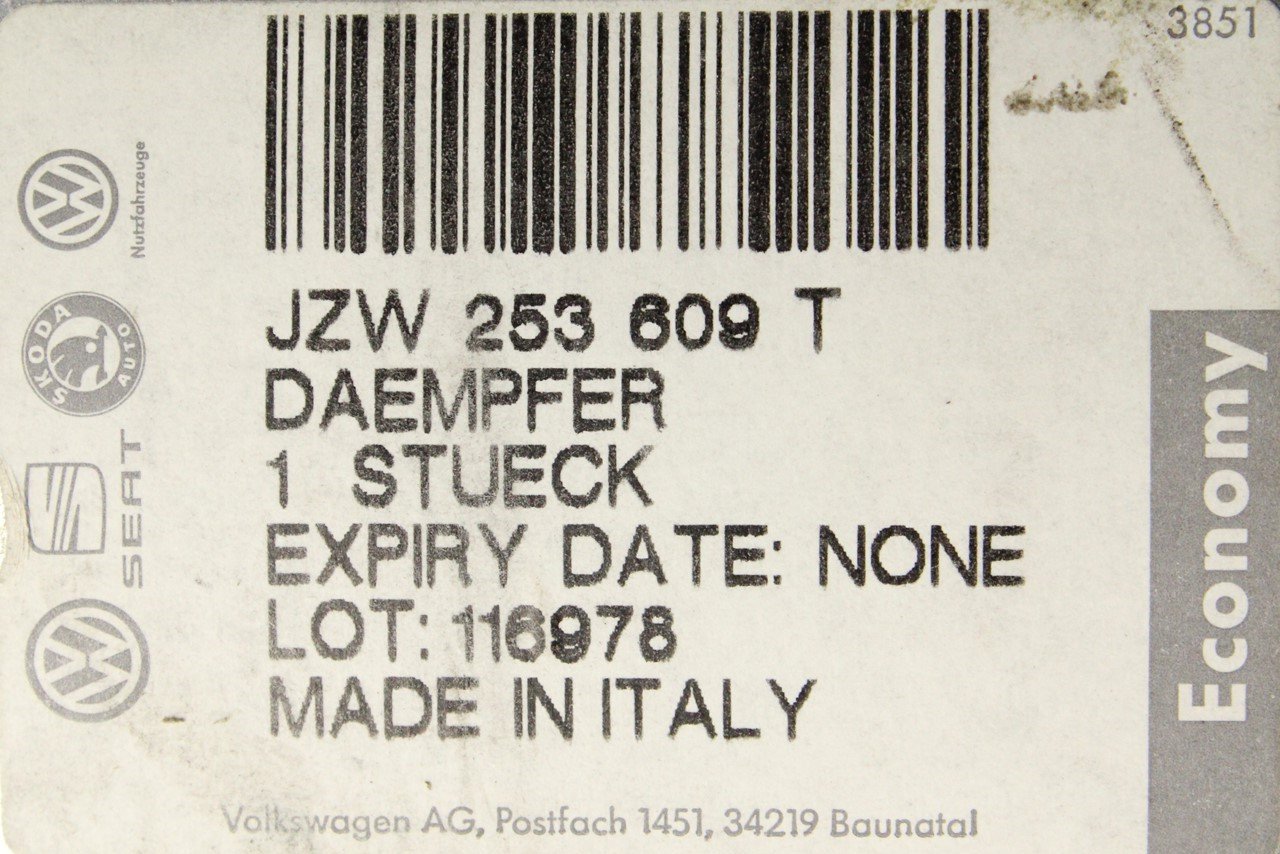 3851
Nutzfahrzeuge
JZW 253 609 T
SKODA AUTO
DAEMPFER
1 STUECK
SEAT
EXPIRY DATE: NONE
LOT: 116978
MADE IN ITALY
Economy
Volkswagen AG, Postfach 1451, 34219 Baunatal